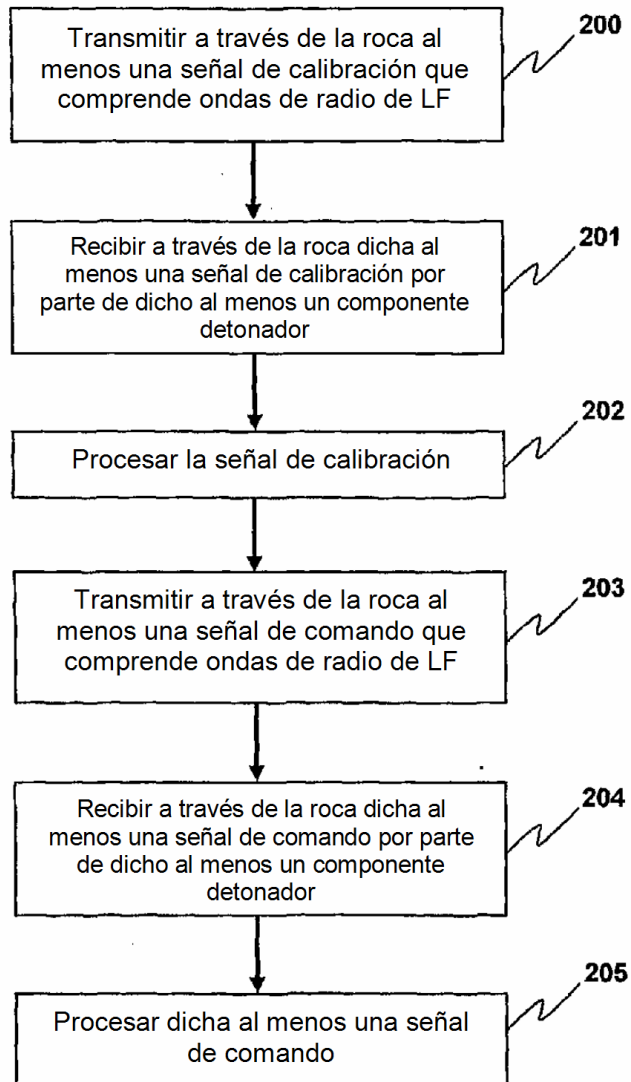 200
Transmitir a través de la roca al
menos una señal de calibración que
comprende ondas de radio de LF
201
Recibir a través de la roca dicha al
menos una señal de calibración por
parte de dicho al menos un componente
detonador
202
Procesar la señal de calibración
203
Transmitir a través de la roca al
menos una señal de comando que
comprende ondas de radio de LF
204
Recibir a través de la roca dicha al
menos una señal de comando por parte
de dicho al menos un componente
detonador
205
Procesar dicha al menos una señal
de comando